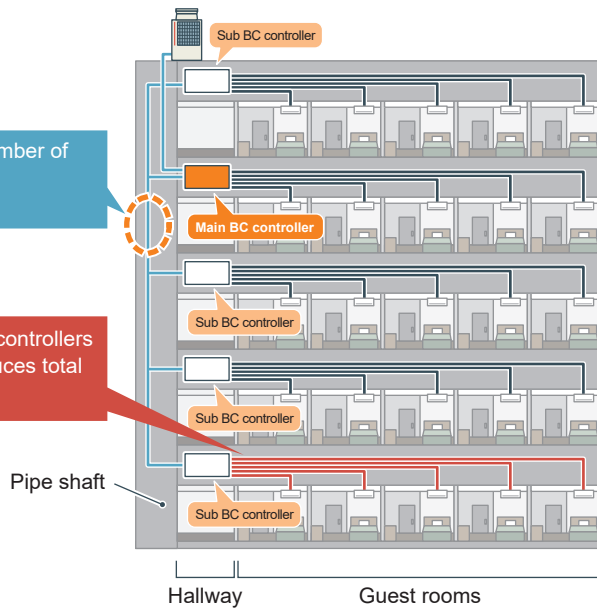 Sub BC controller
mber of
Main BC controller
Sub BC controller
controllers
uces total
Sub BC controller
Pipe shaft
Sub BC controller
Hallway
Guest rooms